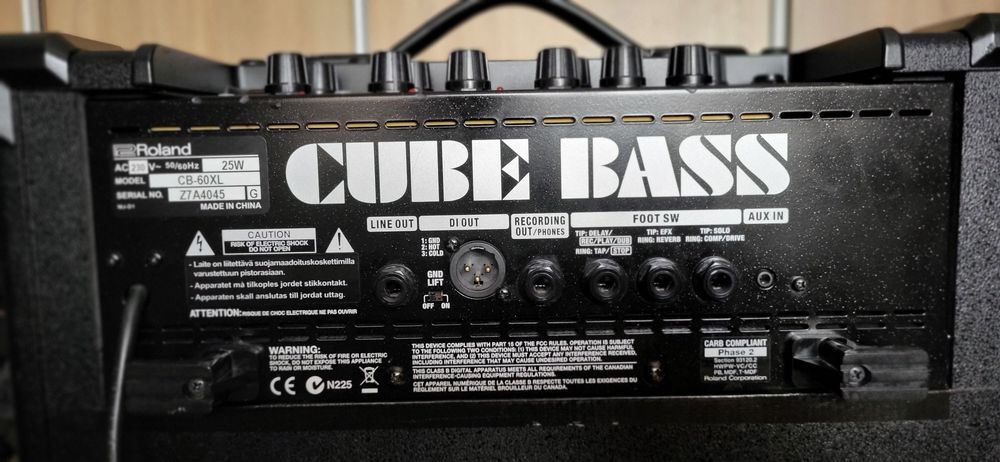 Roland
AC 230 V~ 50/60Hz 25W
MODEL CB-60XL
SERIAL NO. Z7A4045 G
MADE IN CHINA
CUBE BASS
LINE OUT
DI OUT
1: GND
2: HOT
3: COLD
GND
LIFT
OFF ON
RECORDING
OUT/PHONES
FOOT SW
TIP: DELAY/
REC/PLAY/DUB
RING: TAP/STOP
TIP: EFX
RING: REVERB
TIP: SOLO
RING: COMP/DRIVE
AUX IN
CAUTION
RISK OF ELECTRIC SHOCK
DO NOT OPEN
- Laite on liitettävä suojamaadoituskoskettimilla
varustettuun pistorasiaan.
- Apparatet må tilkoples jordet stikkontakt.
- Apparaten skall anslutas till jordat uttag.
ATTENTION: RISQUE DE CHOC ELECTRIQUE NE PAS OUVRIR
WARNING:
TO REDUCE THE RISK OF FIRE OR ELECTRIC
SHOCK, DO NOT EXPOSE THIS APPLIANCE
TO RAIN OR MOISTURE.
CE N225
THIS DEVICE COMPLIES WITH PART 15 OF THE FCC RULES. OPERATION IS SUBJECT
TO THE FOLLOWING TWO CONDITIONS: (1) THIS DEVICE MAY NOT CAUSE HARMFUL
INTERFERENCE, AND (2) THIS DEVICE MUST ACCEPT ANY INTERFERENCE RECEIVED,
INCLUDING INTERFERENCE THAT MAY CAUSE UNDESIRED OPERATION.
THIS CLASS B DIGITAL APPARATUS MEETS ALL REQUIREMENTS OF THE CANADIAN
INTERFERENCE-CAUSING EQUIPMENT REGULATIONS.
CET APPAREIL NUMÉRIQUE DE LA CLASSE B RESPECTE TOUTES LES EXIGENCES DU
RÈGLEMENT SUR LE MATÉRIEL BROUILLEUR DU CANADA.
CARB COMPLIANT
Phase 2
Section 93120.2
HWPW-VC/CC
PB, MDF, T-MDF
Roland Corporation